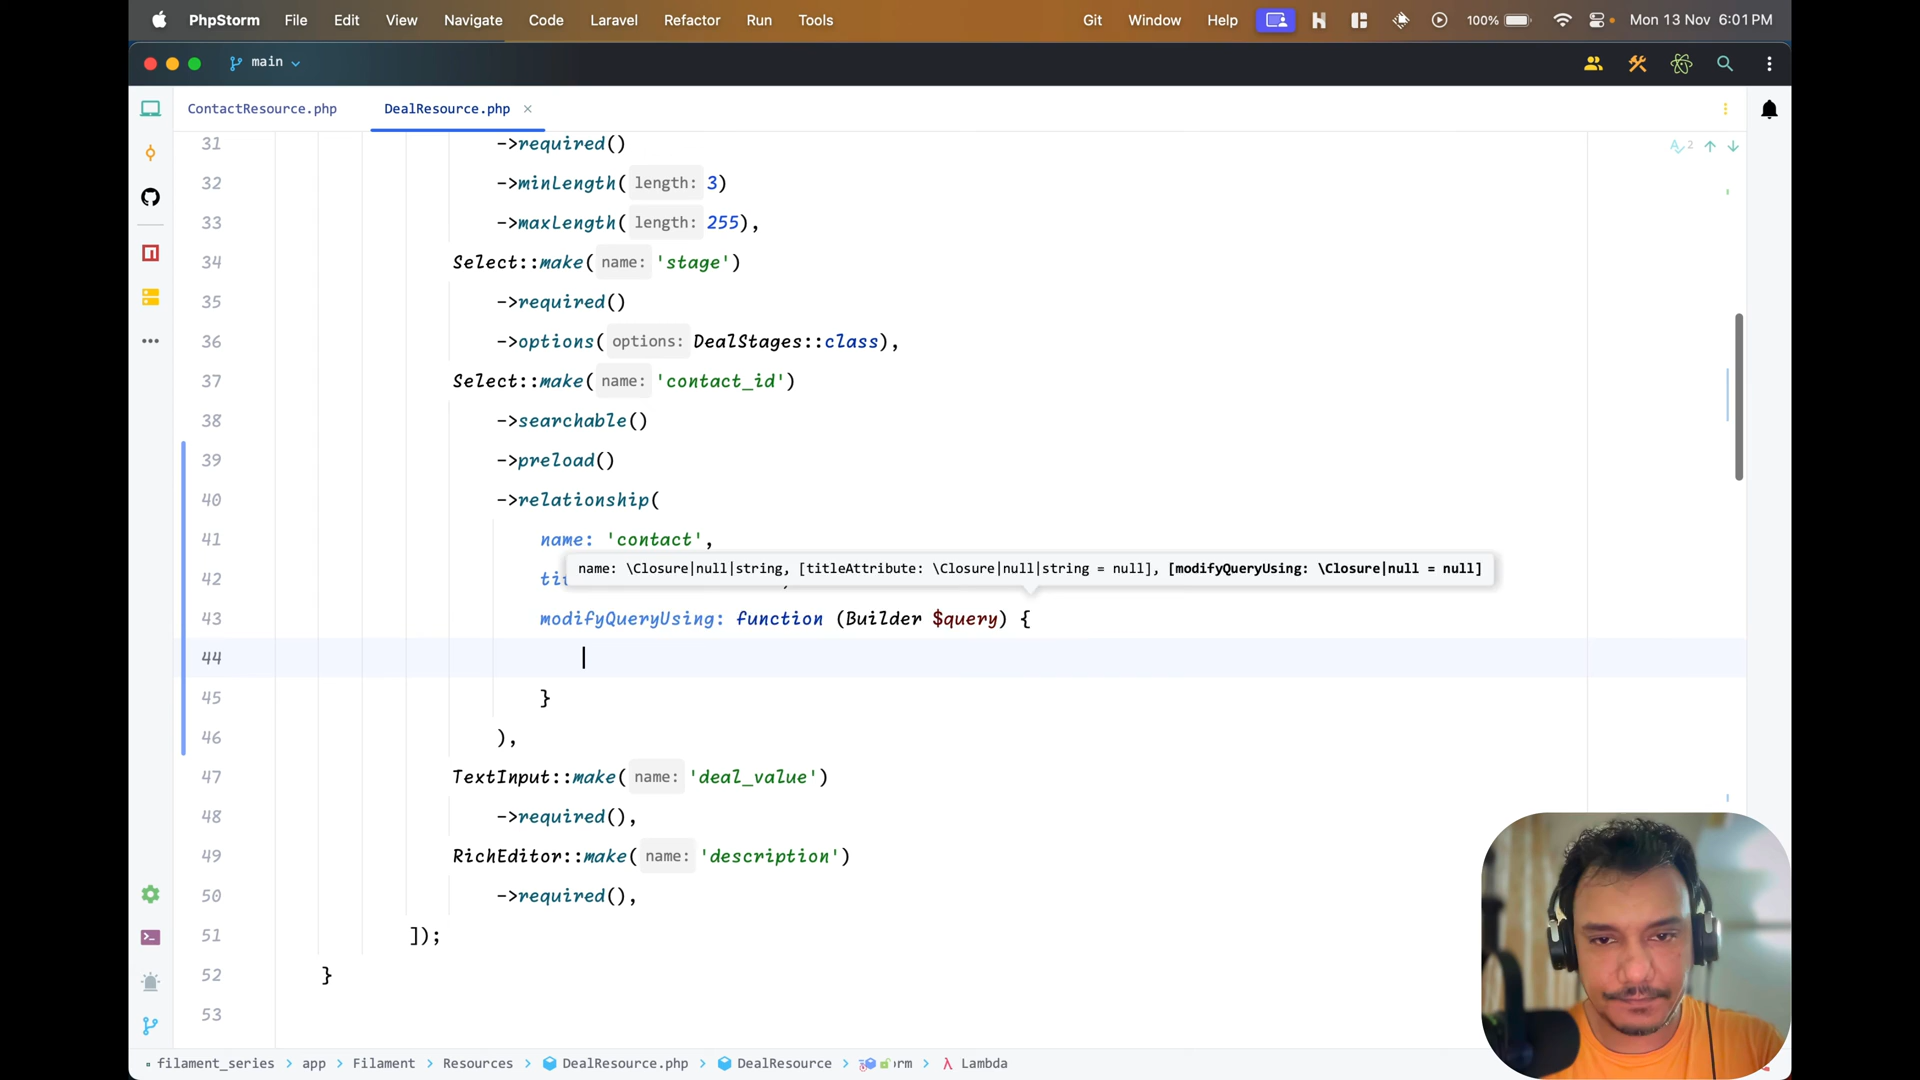 PhpStorm File Edit View Navigate Code Laravel Refactor Run Tools Git Window Help 100% Mon 13 Nov 6:01 PM
main
ContactResource.php DealResource.php
31 ->required()
2
32 ->minLength( length: 3)
33 ->maxLength( length: 255),
34 Select::make( name: 'stage')
35 ->required()
36 ->options( options: DealStages::class),
37 Select::make( name: 'contact_id')
38 ->searchable()
39 ->preload()
40 ->relationship(
41 name: 'contact',
name: \Closure|null|string, [titleAttribute: \Closure|null|string = null], [modifyQueryUsing: \Closure|null = null]
42
43 modifyQueryUsing: function (Builder $query) {
44
45 }
46 ),
47 TextInput::make( name: 'deal_value')
48 ->required(),
49 RichEditor::make( name: 'description')
50 ->required(),
51 ]);
52 }
53
filament_series > app > Filament > Resources > DealResource.php > DealResource > > λ Lambda